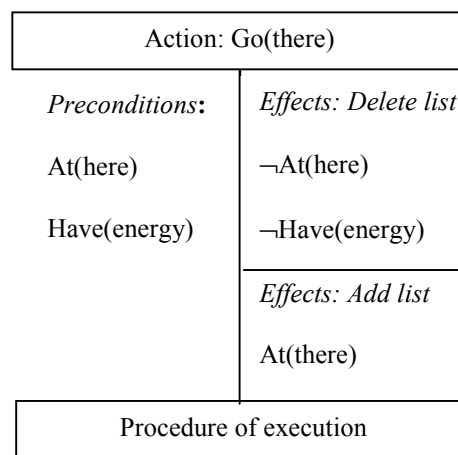 Action: Go(there)
Preconditions:
At(here)
Have(energy)
Effects: Delete list
¬At(here)
¬Have(energy)
Effects: Add list
At(there)
Procedure of execution